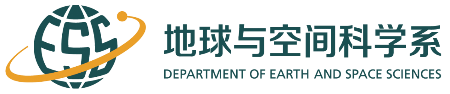 ESS
地球与空间科学系
DEPARTMENT OF EARTH AND SPACE SCIENCES